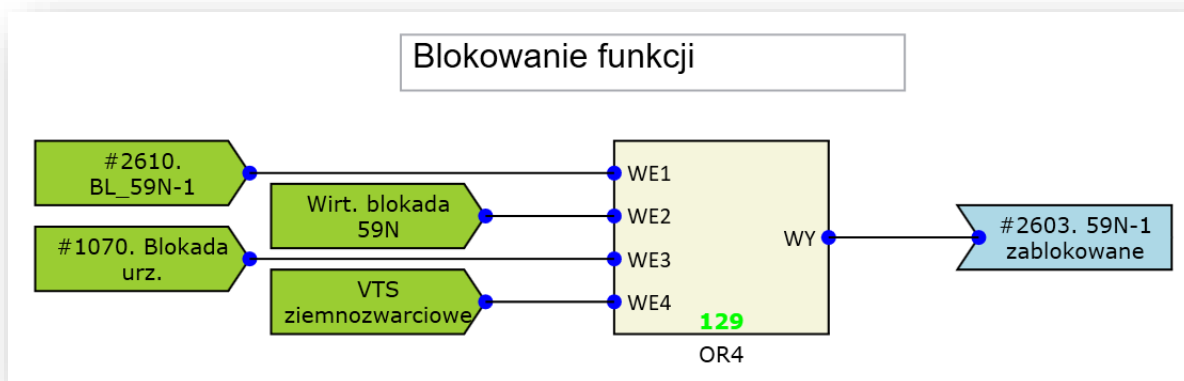 Blokowanie funkcji
#2610.
BL_59N-1
Wirt. blokada
59N
#1070. Blokada
urz.
VTS
ziemnozwarciowe
WE1
WE2
WE3
WE4
WY
129
OR4
#2603. 59N-1
zablokowane